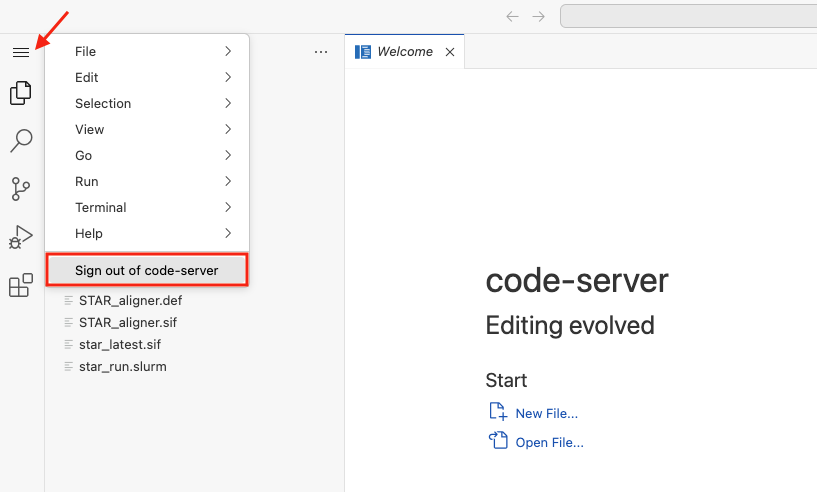 File
Edit
Selection
View
Go
Run
Terminal
Help
Sign out of code-server
STAR_aligner.def
STAR_aligner.sif
star_latest.sif
star_run.slurm
Welcome
code-server
Editing evolved
Start
New File...
Open File...